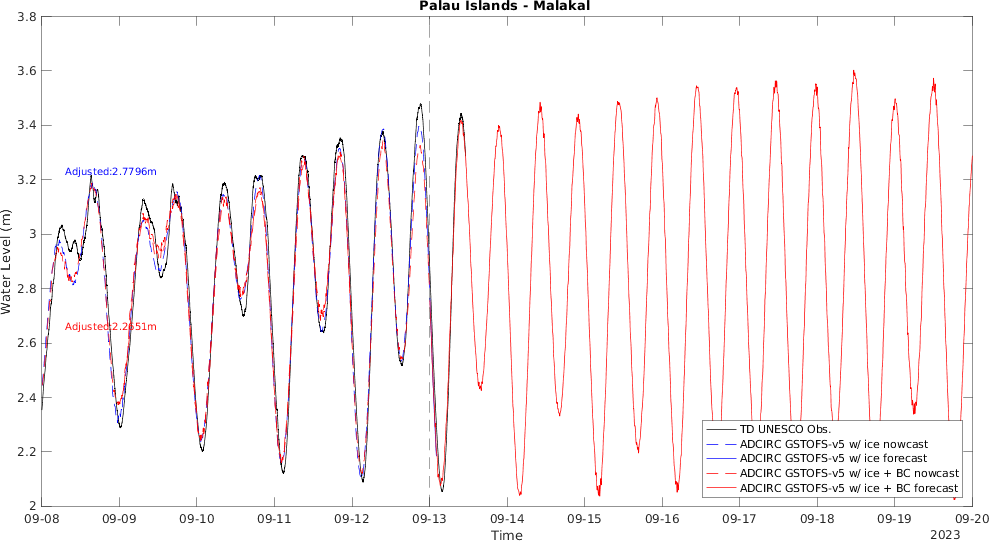 Palau Islands - Malakal
3.8
3.6
3.4
3.2
3
2.8
2.6
2.4
2.2
2
Water Level (m)
Adjusted:2.7796m
Adjusted:2.2651m
TD UNESCO Obs.
ADCIRC GSTOFS-v5 w/ ice nowcast
ADCIRC GSTOFS-v5 w/ ice forecast
ADCIRC GSTOFS-v5 w/ ice + BC nowcast
ADCIRC GSTOFS-v5 w/ ice + BC forecast
09-08 09-09 09-10 09-11 09-12 09-13 09-14 09-15 09-16 09-17 09-18 09-19 09-20
Time
2023